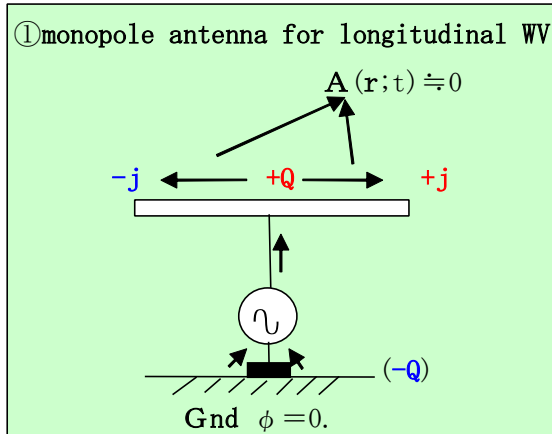 ①monopole antenna for longitudinal WV
A(r;t)≒0
-j +Q +j
(-Q)
Gnd φ=0.